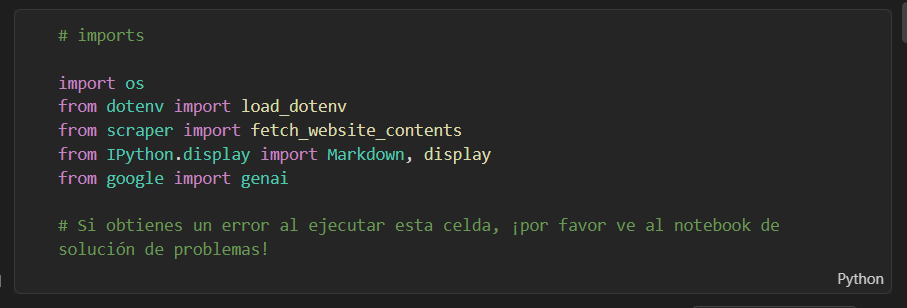 # imports
import os
from dotenv import load_dotenv
from scraper import fetch_website_contents
from IPython.display import Markdown, display
from google import genai
# Si obtienes un error al ejecutar esta celda, ¡por favor ve al notebook de
solución de problemas!
Python